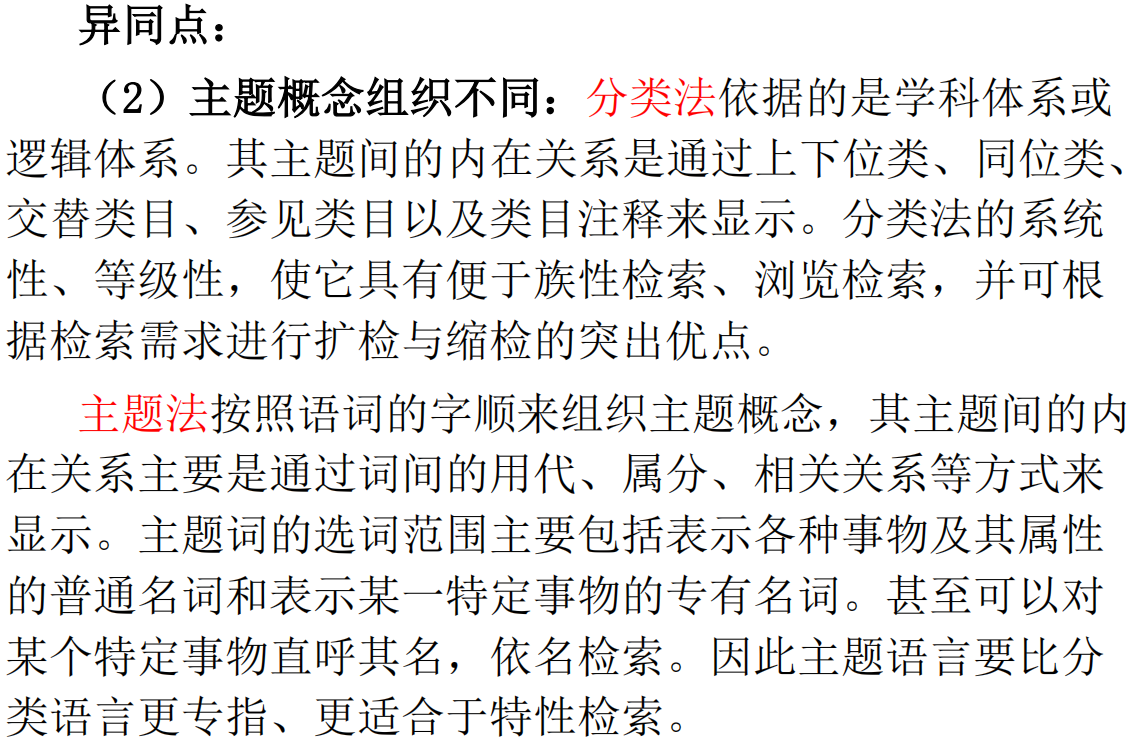 异同点：
（2）主题概念组织不同：分类法依据的是学科体系或
逻辑体系。其主题间的内在关系是通过上下位类、同位类、
交替类目、参见类目以及类目注释来显示。分类法的系统
性、等级性，使它具有便于族性检索、浏览检索，并可根
据检索需求进行扩检与缩检的突出优点。
主题法按照语词的字顺来组织主题概念，其主题间的内
在关系主要是通过词间的用代、属分、相关关系等方式来
显示。主题词的选词范围主要包括表示各种事物及其属性
的普通名词和表示某一特定事物的专有名词。甚至可以对
某个特定事物直呼其名，依名检索。因此主题语言要比分
类语言更专指、更适合于特性检索。